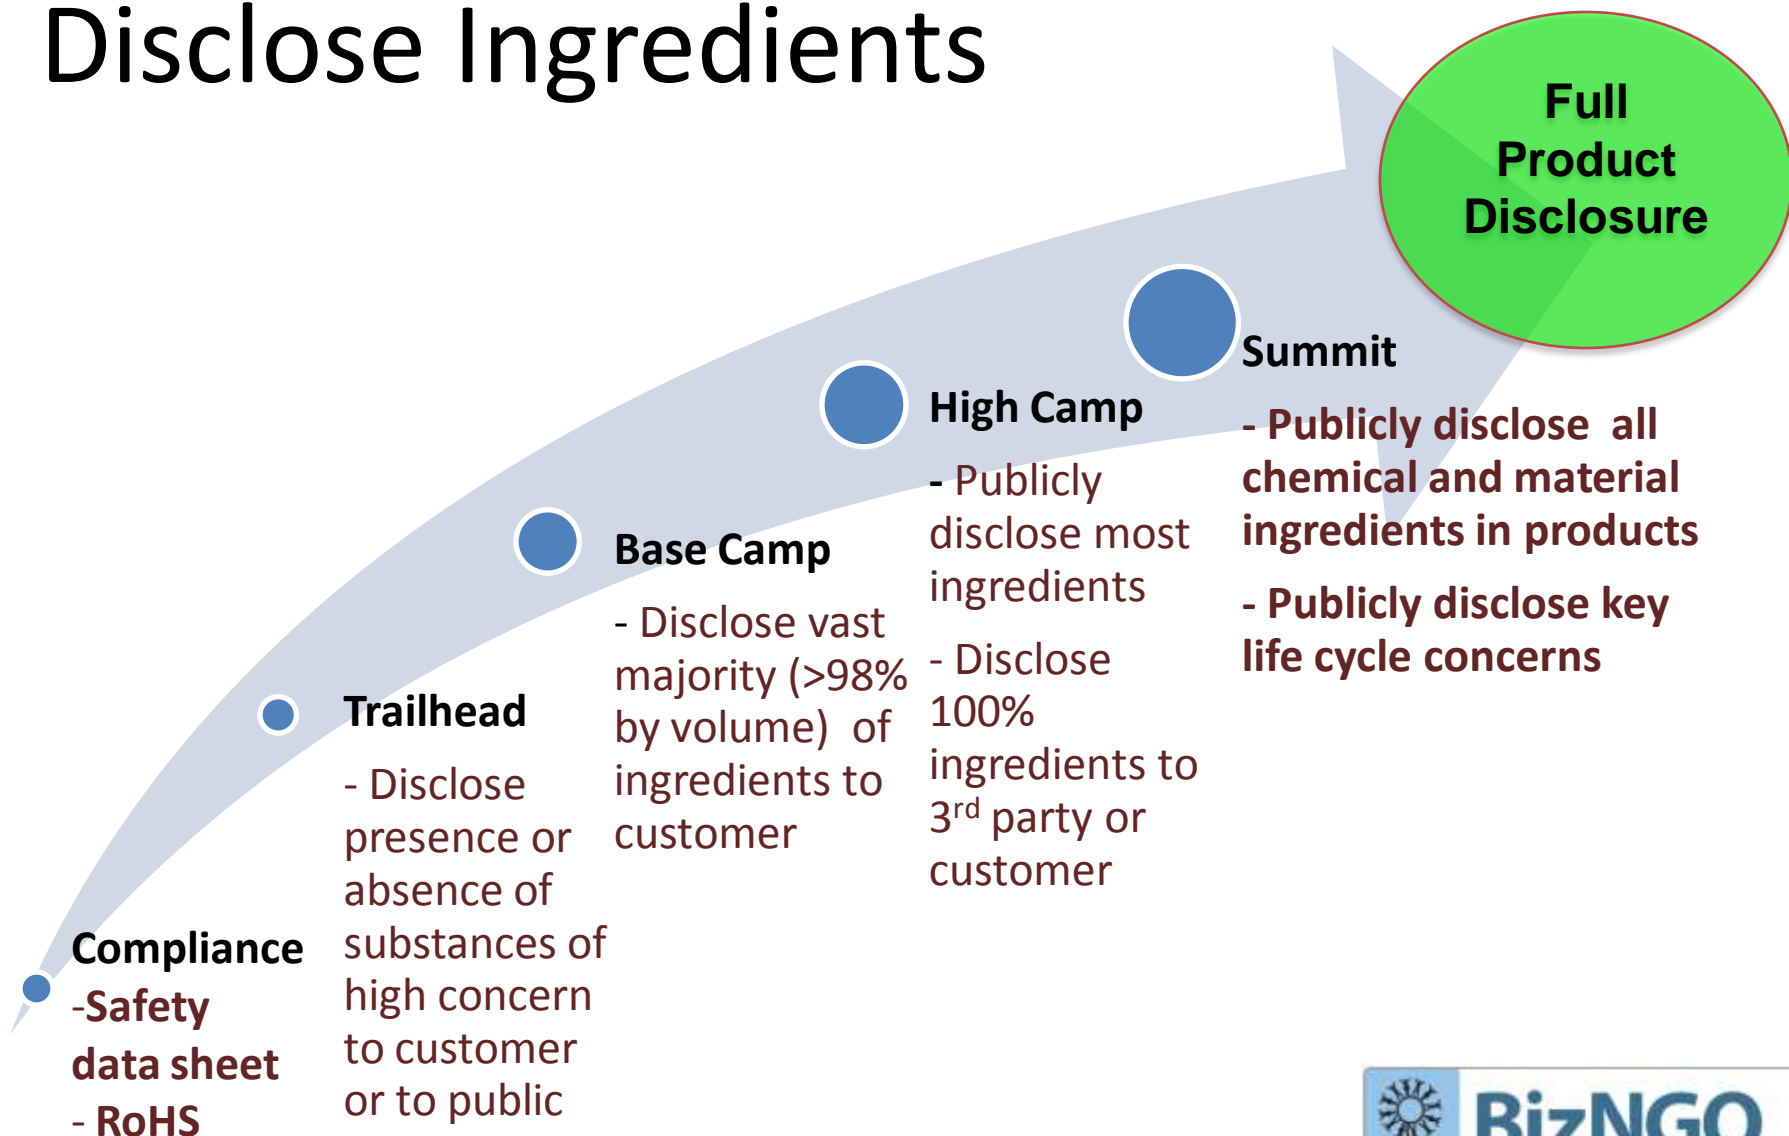 Disclose Ingredients
Full
Product
Disclosure
Summit
- Publicly disclose  all
chemical and material
ingredients in products
- Publicly disclose key
life cycle concerns
High Camp
- Publicly
disclose most
ingredients
- Disclose
100%
ingredients to
3rd party or
customer
Base Camp
- Disclose vast
majority (>98%
by volume)  of
ingredients to
customer
Trailhead
- Disclose
presence or
absence of
substances of
high concern
to customer
or to public
Compliance
-Safety
data sheet
- RoHS
BizNGO